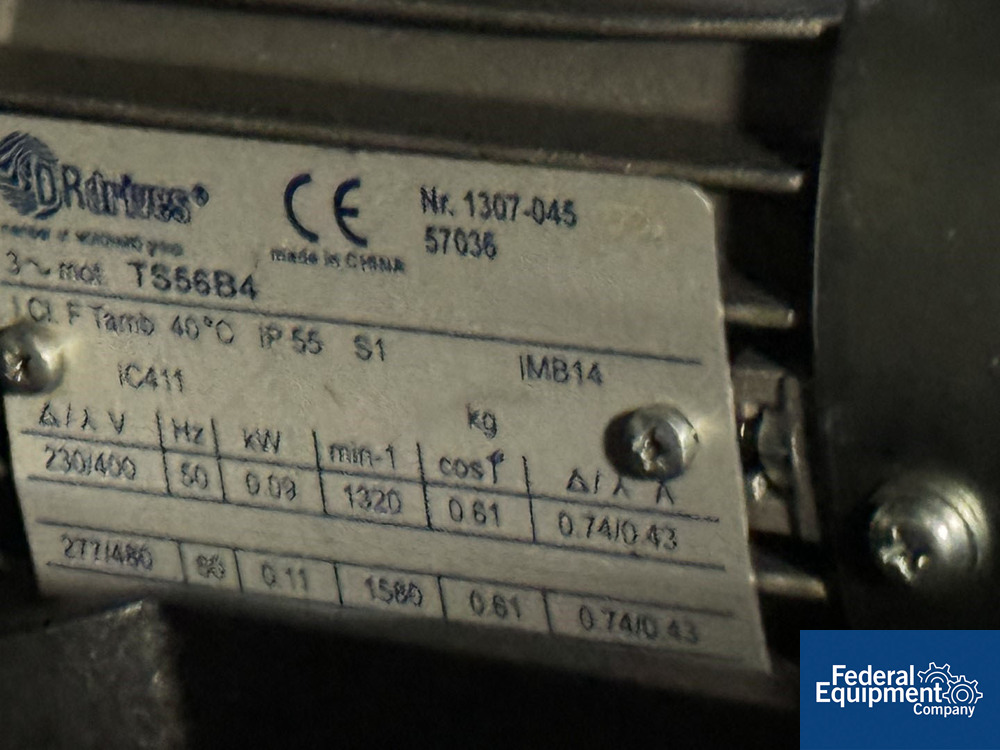 DRdrives®
CE
made in CHINA
Nr. 1307-045
57036
3~ mot. TS56B4
I.Cl. F Tamb 40°C IP 55 S1
IC411
IMB14
kg
Δ/λ V Hz kW min-1 cosφ Δ/λ A
230/400 50 0.09 1320 0.61 0.74/0.43
277/480 60 0.11 1580 0.61 0.74/0.43
Federal
Equipment
Company